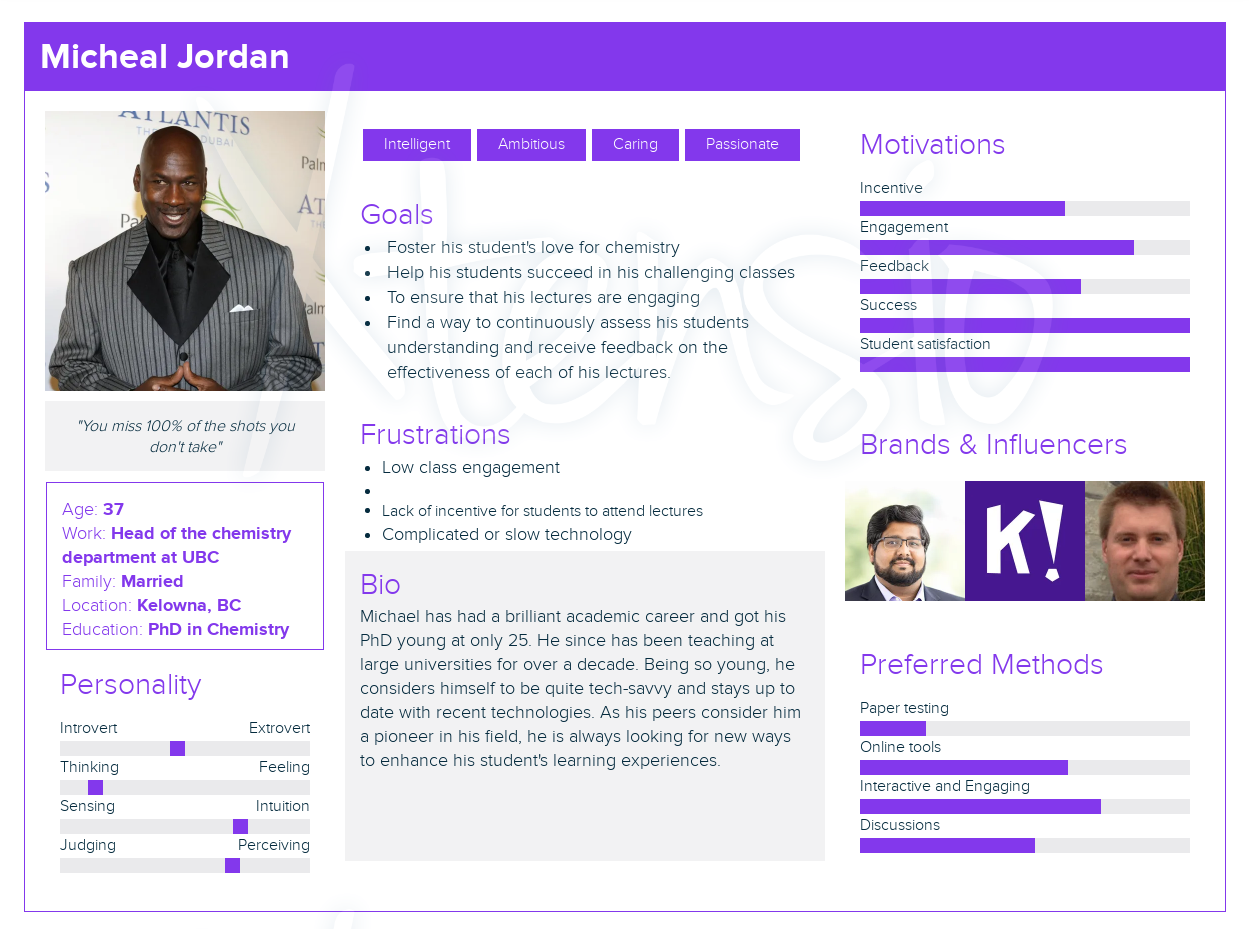 Micheal Jordan
ATLANTIS
THE
DUBAI
Palm
AT
Pal
Palm
"You miss 100% of the shots you
don't take"
Age: 37
Work: Head of the chemistry
department at UBC
Family: Married
Location: Kelowna, BC
Education: PhD in Chemistry
Personality
Introvert Extrovert
Thinking Feeling
Sensing Intuition
Judging Perceiving
Intelligent Ambitious Caring Passionate
Goals
• Foster his student's love for chemistry
• Help his students succeed in his challenging classes
• To ensure that his lectures are engaging
• Find a way to continuously assess his students
understanding and receive feedback on the
effectiveness of each of his lectures.
Frustrations
• Low class engagement
•
• Lack of incentive for students to attend lectures
• Complicated or slow technology
Bio
Michael has had a brilliant academic career and got his
PhD young at only 25. He since has been teaching at
large universities for over a decade. Being so young, he
considers himself to be quite tech-savvy and stays up to
date with recent technologies. As his peers consider him
a pioneer in his field, he is always looking for new ways
to enhance his student's learning experiences.
Motivations
Incentive
Engagement
Feedback
Success
Student satisfaction
Brands & Influencers
K!
Preferred Methods
Paper testing
Online tools
Interactive and Engaging
Discussions
Xtensio